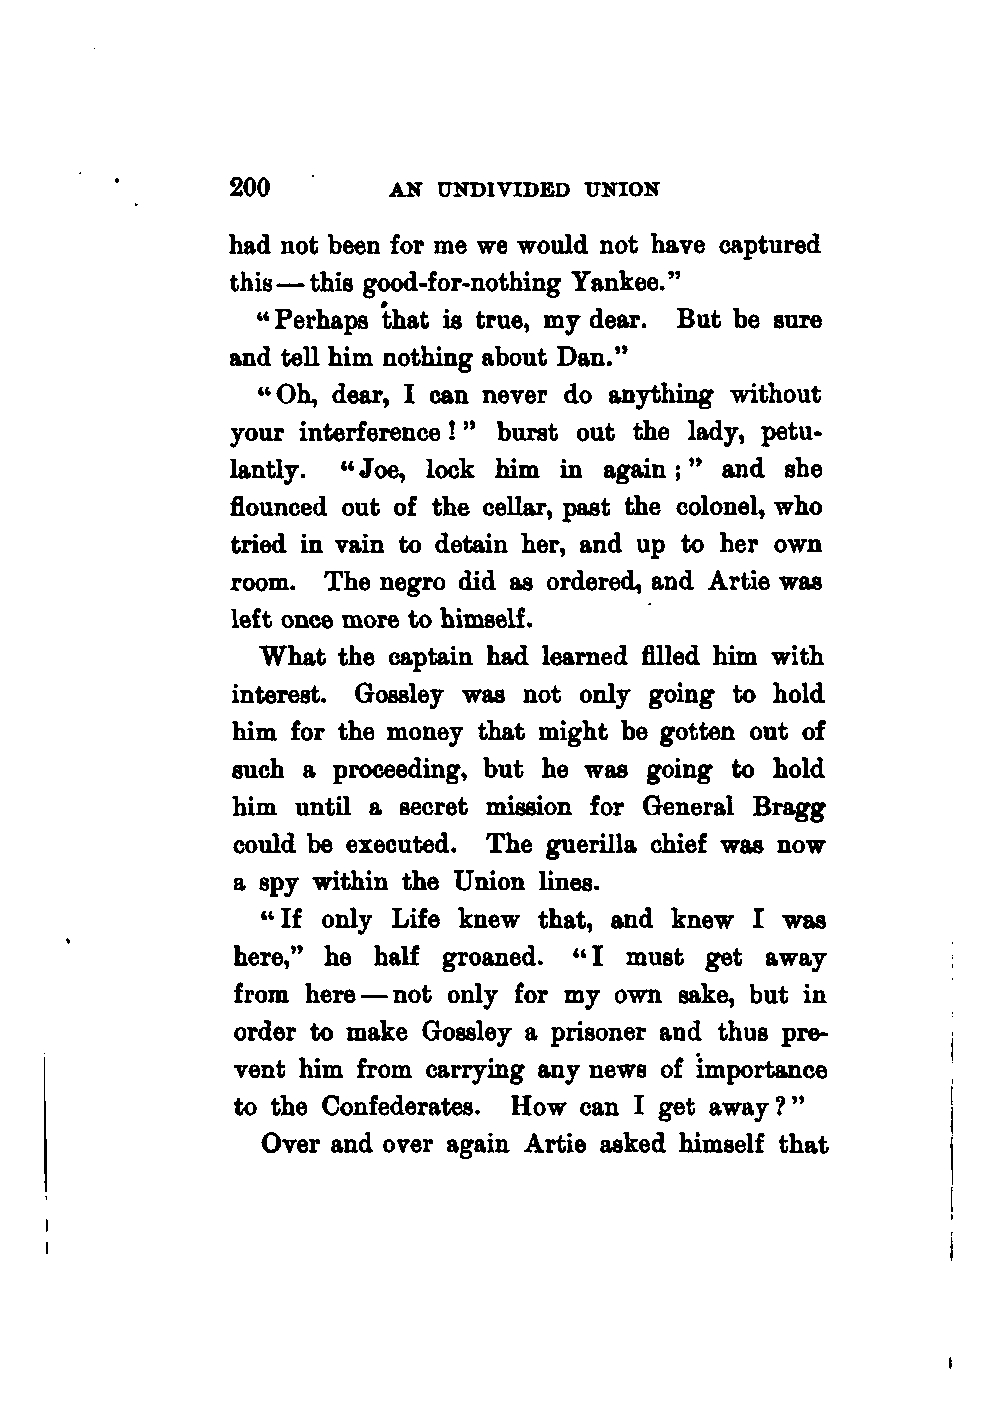 200 AN UNDIVIDED UNION
had not been for me we would not have captured
this — this good-for-nothing Yankee.”
“Perhaps that is true, my dear. But be sure
and tell him nothing about Dan.”
“Oh, dear, I can never do anything without
your interference!” burst out the lady, petu-
lantly. “Joe, lock him in again;” and she
flounced out of the cellar, past the colonel, who
tried in vain to detain her, and up to her own
room. The negro did as ordered, and Artie was
left once more to himself.
What the captain had learned filled him with
interest. Gossley was not only going to hold
him for the money that might be gotten out of
such a proceeding, but he was going to hold
him until a secret mission for General Bragg
could be executed. The guerilla chief was now
a spy within the Union lines.
“If only Life knew that, and knew I was
here,” he half groaned. “I must get away
from here — not only for my own sake, but in
order to make Gossley a prisoner and thus pre-
vent him from carrying any news of importance
to the Confederates. How can I get away?”
Over and over again Artie asked himself that